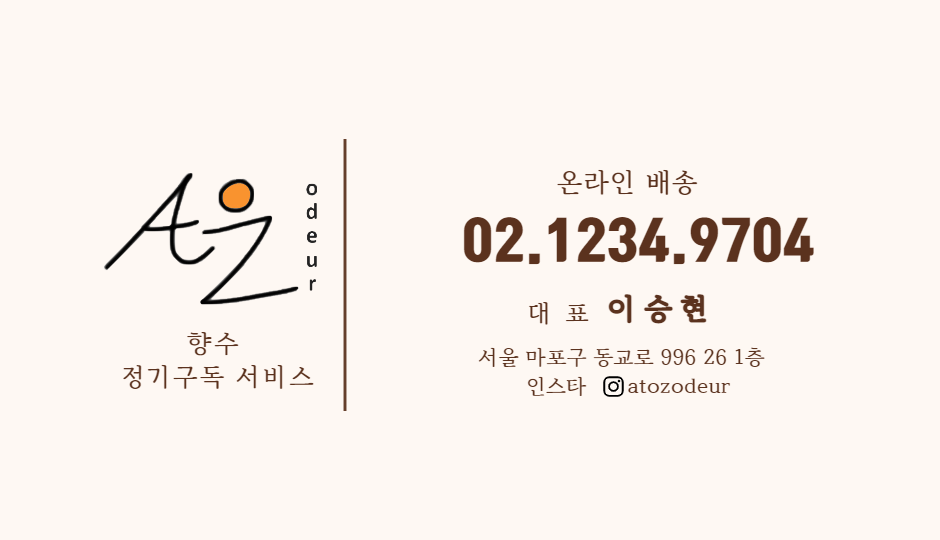 AoZ
odeur
향수
정기구독 서비스
온라인 배송
02.1234.9704
대 표 이승현
서울 마포구 동교로 996 26 1층
인스타 atozodeur